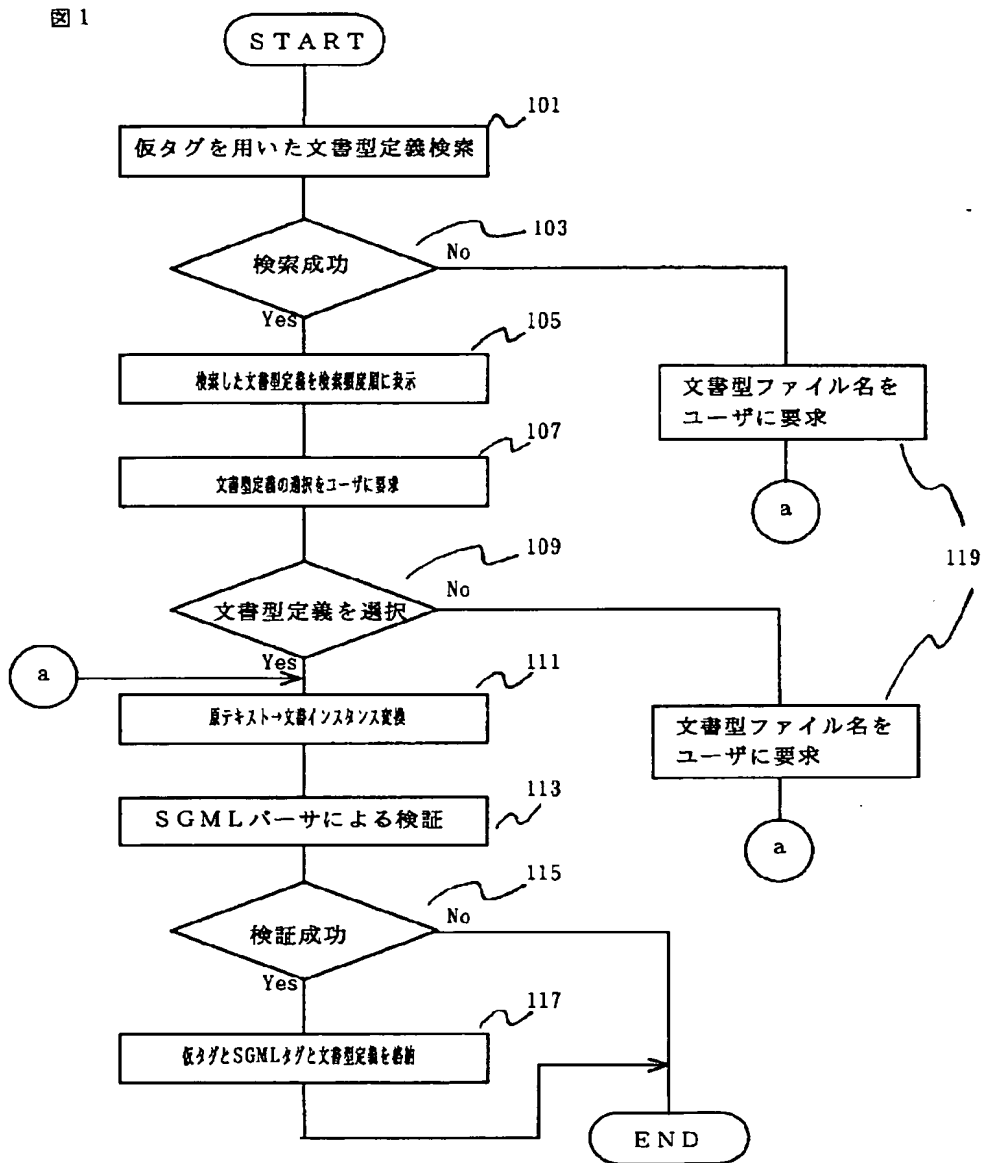 図1
START
101
仮タグを用いた文書型定義検索
103
検索成功
No
Yes
105
検索した文書型定義を検索頻度順に表示
文書型ファイル名を
ユーザに要求
107
文書型定義の選択をユーザに要求
a
109
119
文書型定義を選択
No
Yes
a
111
原テキスト→文書インスタンス変換
文書型ファイル名を
ユーザに要求
113
SGMLパーサによる検証
a
115
検証成功
No
Yes
117
仮タグとSGMLタグと文書型定義を格納
END